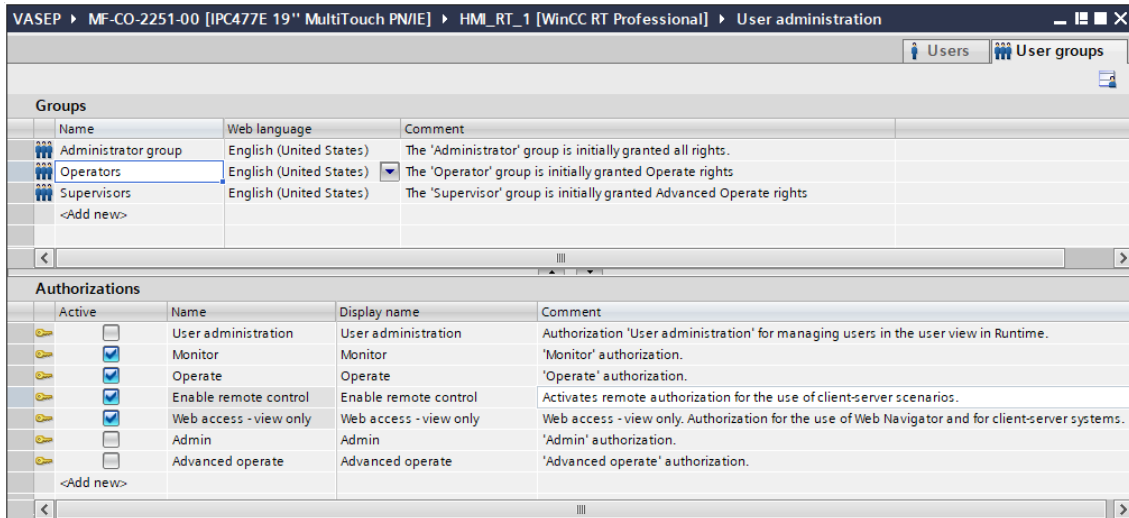 VASEP ▸ MF-CO-2251-00 [IPC477E 19'' MultiTouch PN/IE] ▸ HMI_RT_1 [WinCC RT Professional] ▸ User administration
Users User groups
Groups
Name Web language Comment
Administrator group English (United States) The 'Administrator' group is initially granted all rights.
Operators English (United States) The 'Operator' group is initially granted Operate rights
Supervisors English (United States) The 'Supervisor' group is initially granted Advanced Operate rights
<Add new>
Authorizations
Active Name Display name Comment
User administration User administration Authorization 'User administration' for managing users in the user view in Runtime.
Monitor Monitor 'Monitor' authorization.
Operate Operate 'Operate' authorization.
Enable remote control Enable remote control Activates remote authorization for the use of client-server scenarios.
Web access - view only Web access - view only Web access - view only. Authorization for the use of Web Navigator and for client-server systems.
Admin Admin 'Admin' authorization.
Advanced operate Advanced operate 'Advanced operate' authorization.
<Add new>